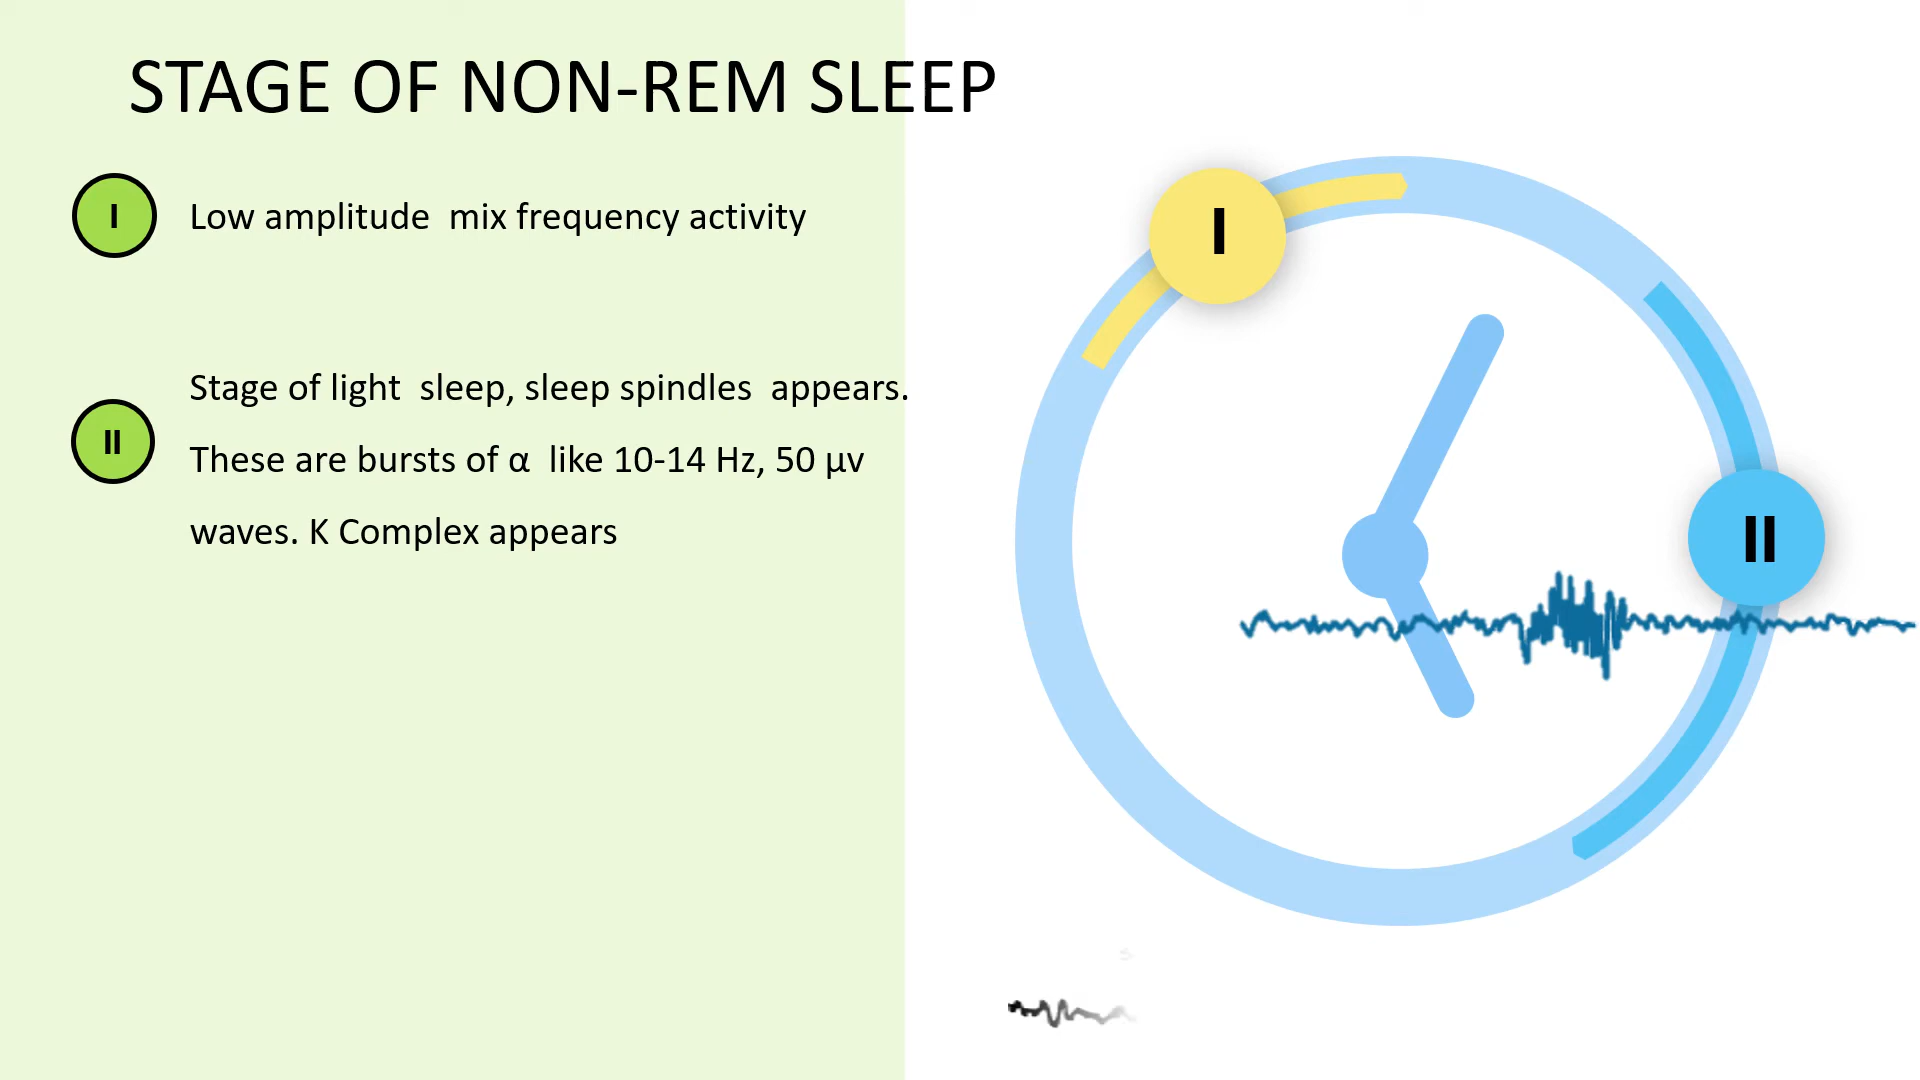 STAGE OF NON-REM SLEEP
I
Low amplitude mix frequency activity
Stage of light sleep, sleep spindles appears.
II
These are bursts of α like 10-14 Hz, 50 μv
waves. K Complex appears
I
II